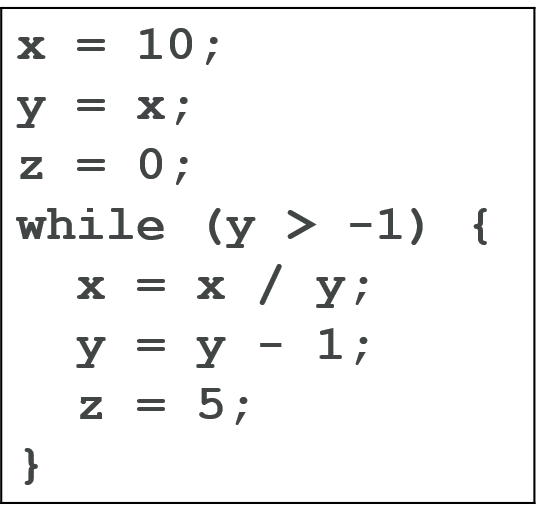 x = 10;
y = x;
z = 0;
while (y > -1) {
  x = x / y;
  y = y - 1;
  z = 5;
}